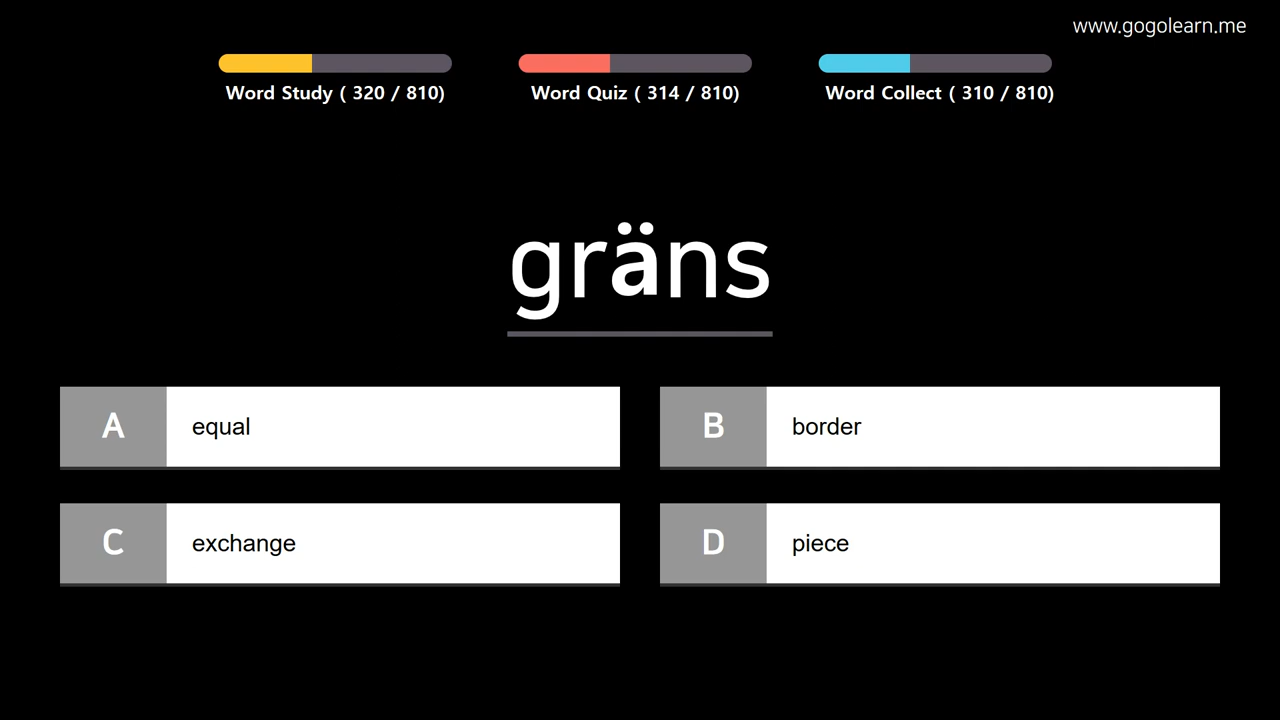 www.gogolearn.me
Word Study ( 320 / 810)
Word Quiz ( 314 / 810)
Word Collect ( 310 / 810)
gräns
A equal
B border
C exchange
D piece